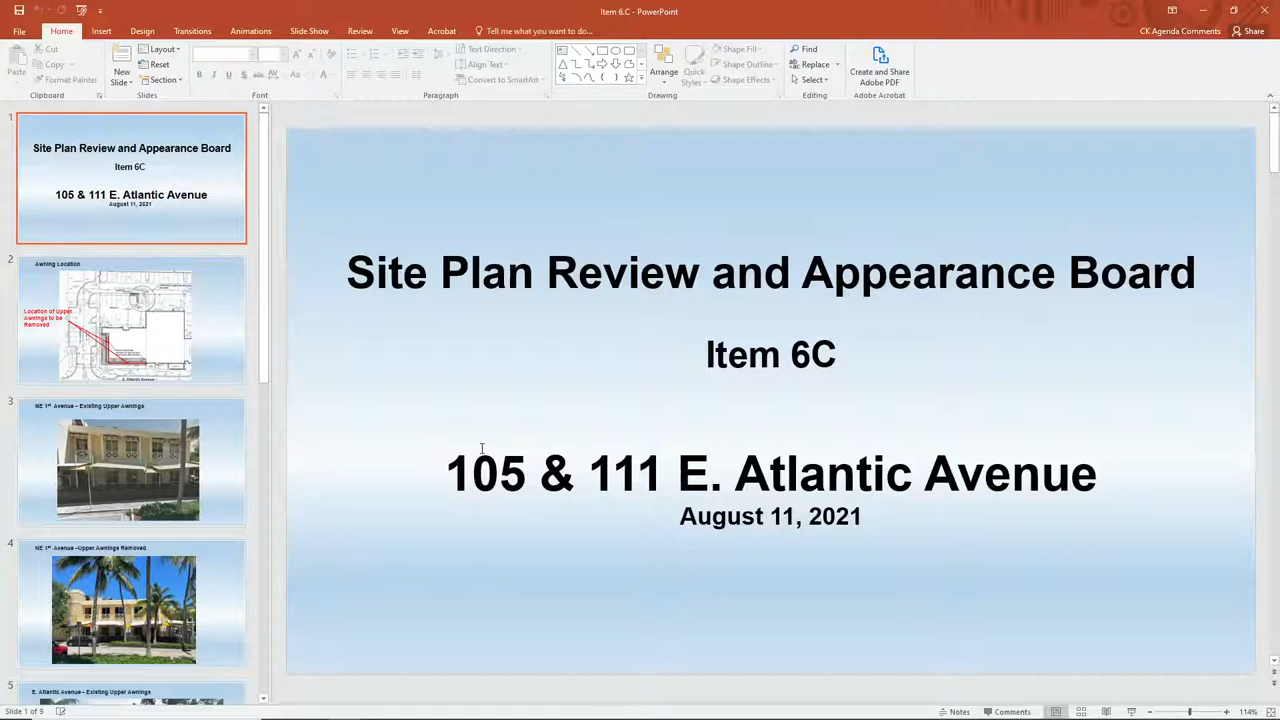 Item 6.C - PowerPoint
File Home Insert Design Transitions Animations Slide Show Review View Acrobat Tell me what you want to do... CK Agenda Comments Share
Paste
Cut
Copy
Format Painter
Clipboard
New Slide
Layout
Reset
Section
Slides
B I U S abc AV Aa A
Font
Paragraph
Text Direction
Align Text
Convert to SmartArt
Arrange
Quick Styles
Shape Fill
Shape Outline
Shape Effects
Drawing
Find
Replace
Select
Editing
Create and Share
Adobe PDF
Adobe Acrobat
1
Site Plan Review and Appearance Board
Item 6C
105 & 111 E. Atlantic Avenue
August 11, 2021
2
Awning Location
Location of Upper
Awnings to be
Removed
E. Atlantic Avenue
3
NE 1st Avenue – Existing Upper Awnings
4
NE 1st Avenue –Upper Awnings Removed
5
E. Atlantic Avenue – Existing Upper Awnings
Site Plan Review and Appearance Board
Item 6C
105 & 111 E. Atlantic Avenue
August 11, 2021
Slide 1 of 9
Notes Comments 114%